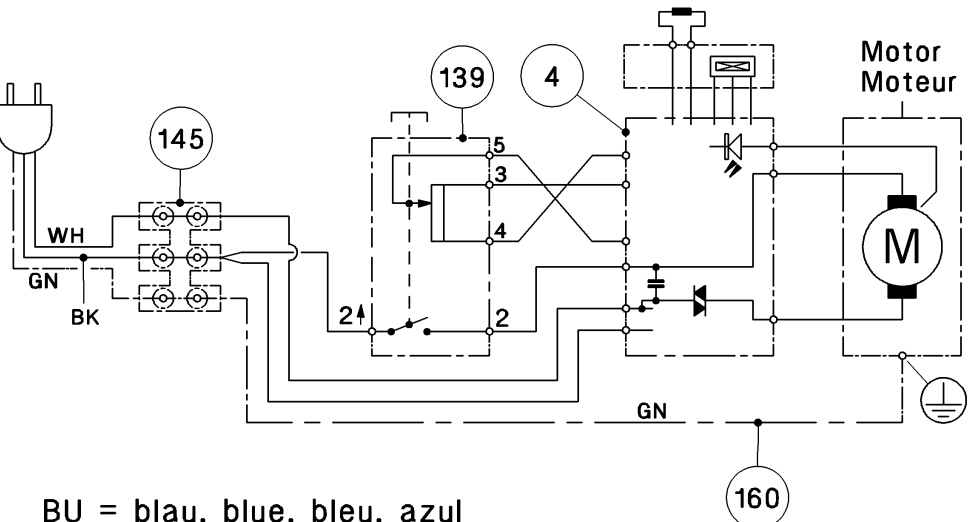 139
4
Motor
Moteur
145
5
3
4
WH
GN
BK
2
2
M
GN
160
BU = blau, blue, bleu, azul